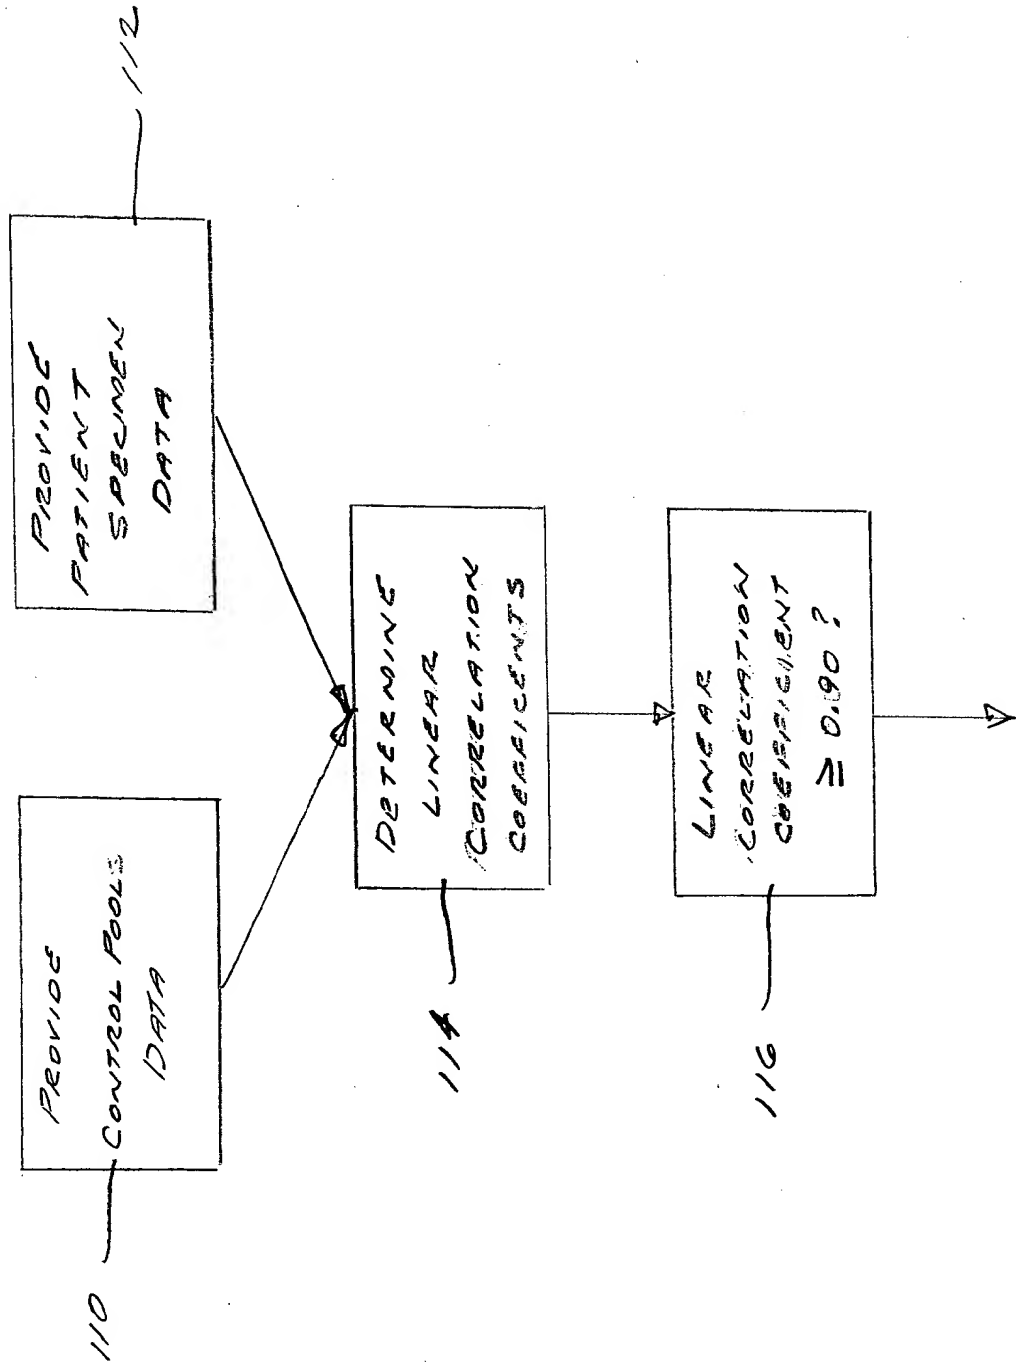 110
PROVIDE
CONTROL POOLS
DATA
PROVIDE
PATIENT
SPECIMEN
DATA
112
114
DETERMINE
LINEAR
CORRELATION
COEFFICENTS
116
LINEAR
CORRELATION
COEFFICIENT
≥ 0.90 ?